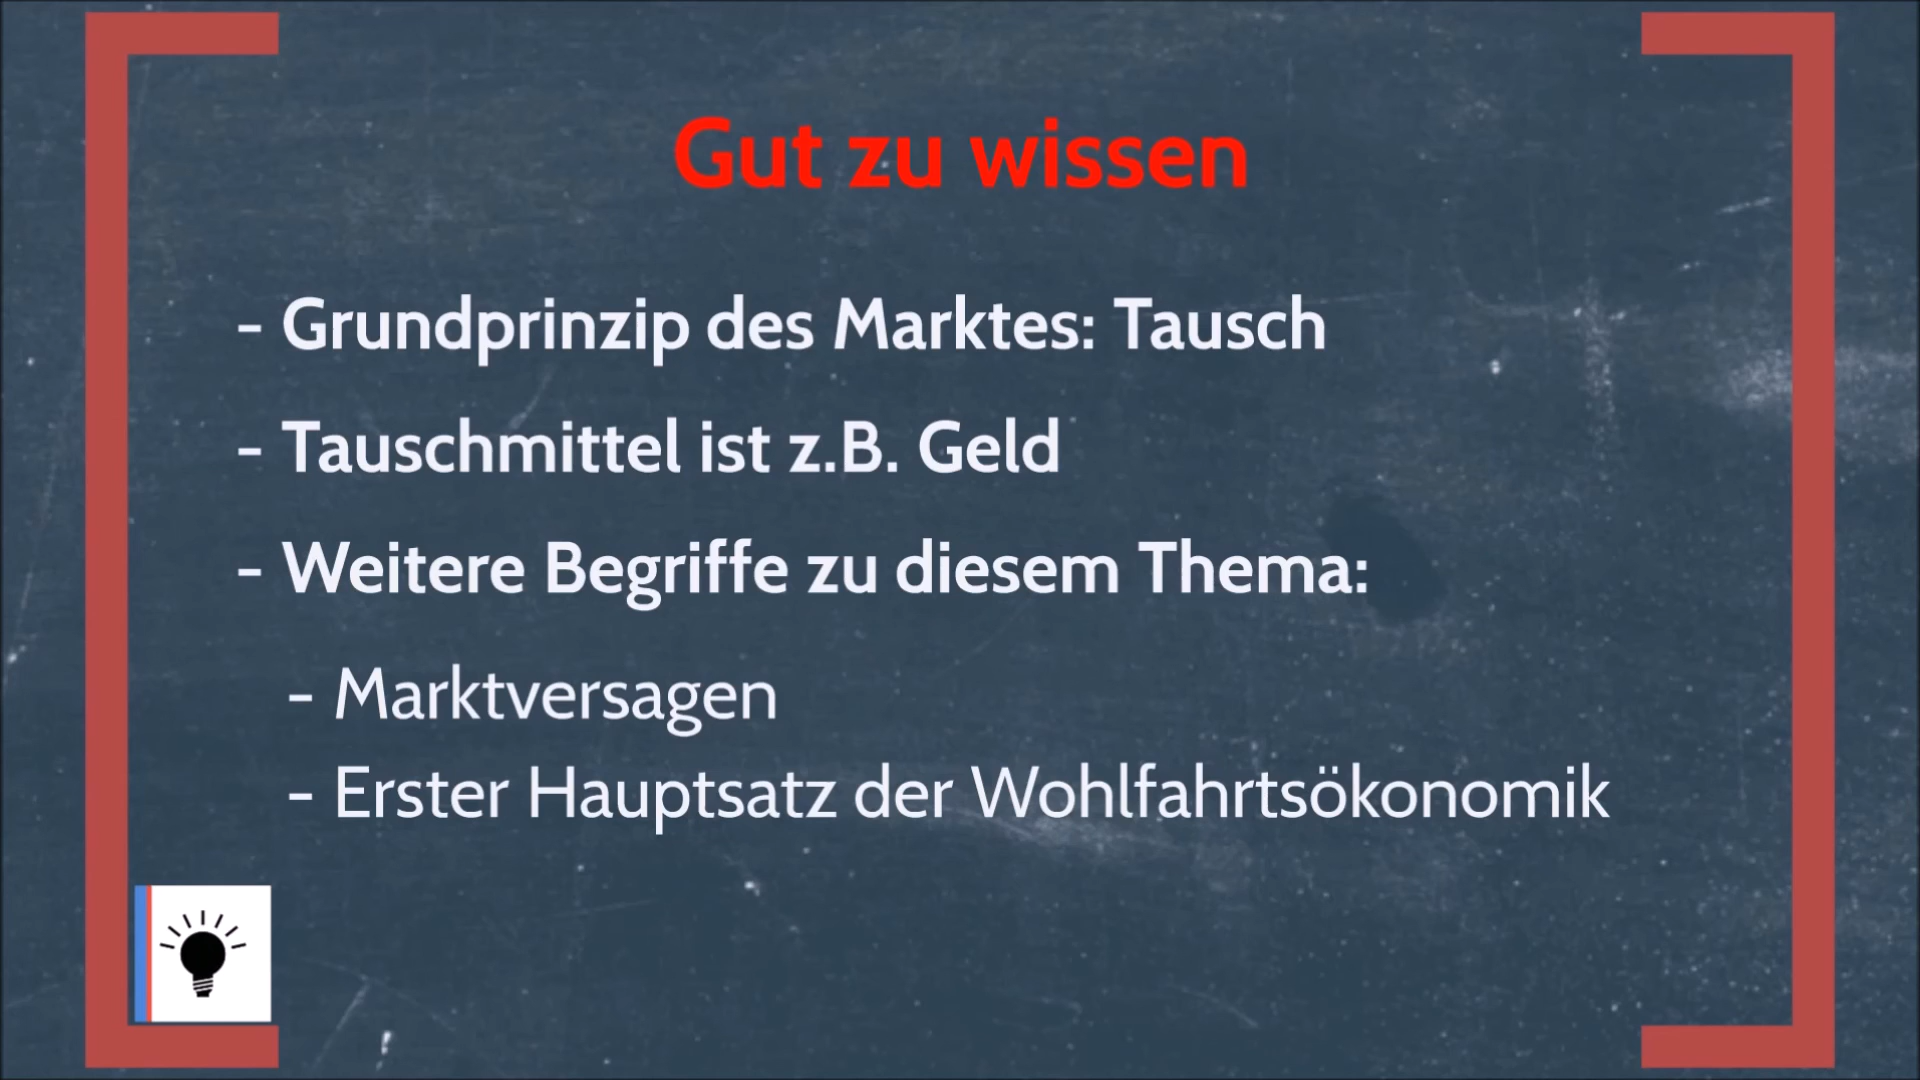 Gut zu wissen
- Grundprinzip des Marktes: Tausch
- Tauschmittel ist z.B. Geld
- Weitere Begriffe zu diesem Thema:
- Marktversagen
- Erster Hauptsatz der Wohlfahrtsökonomik